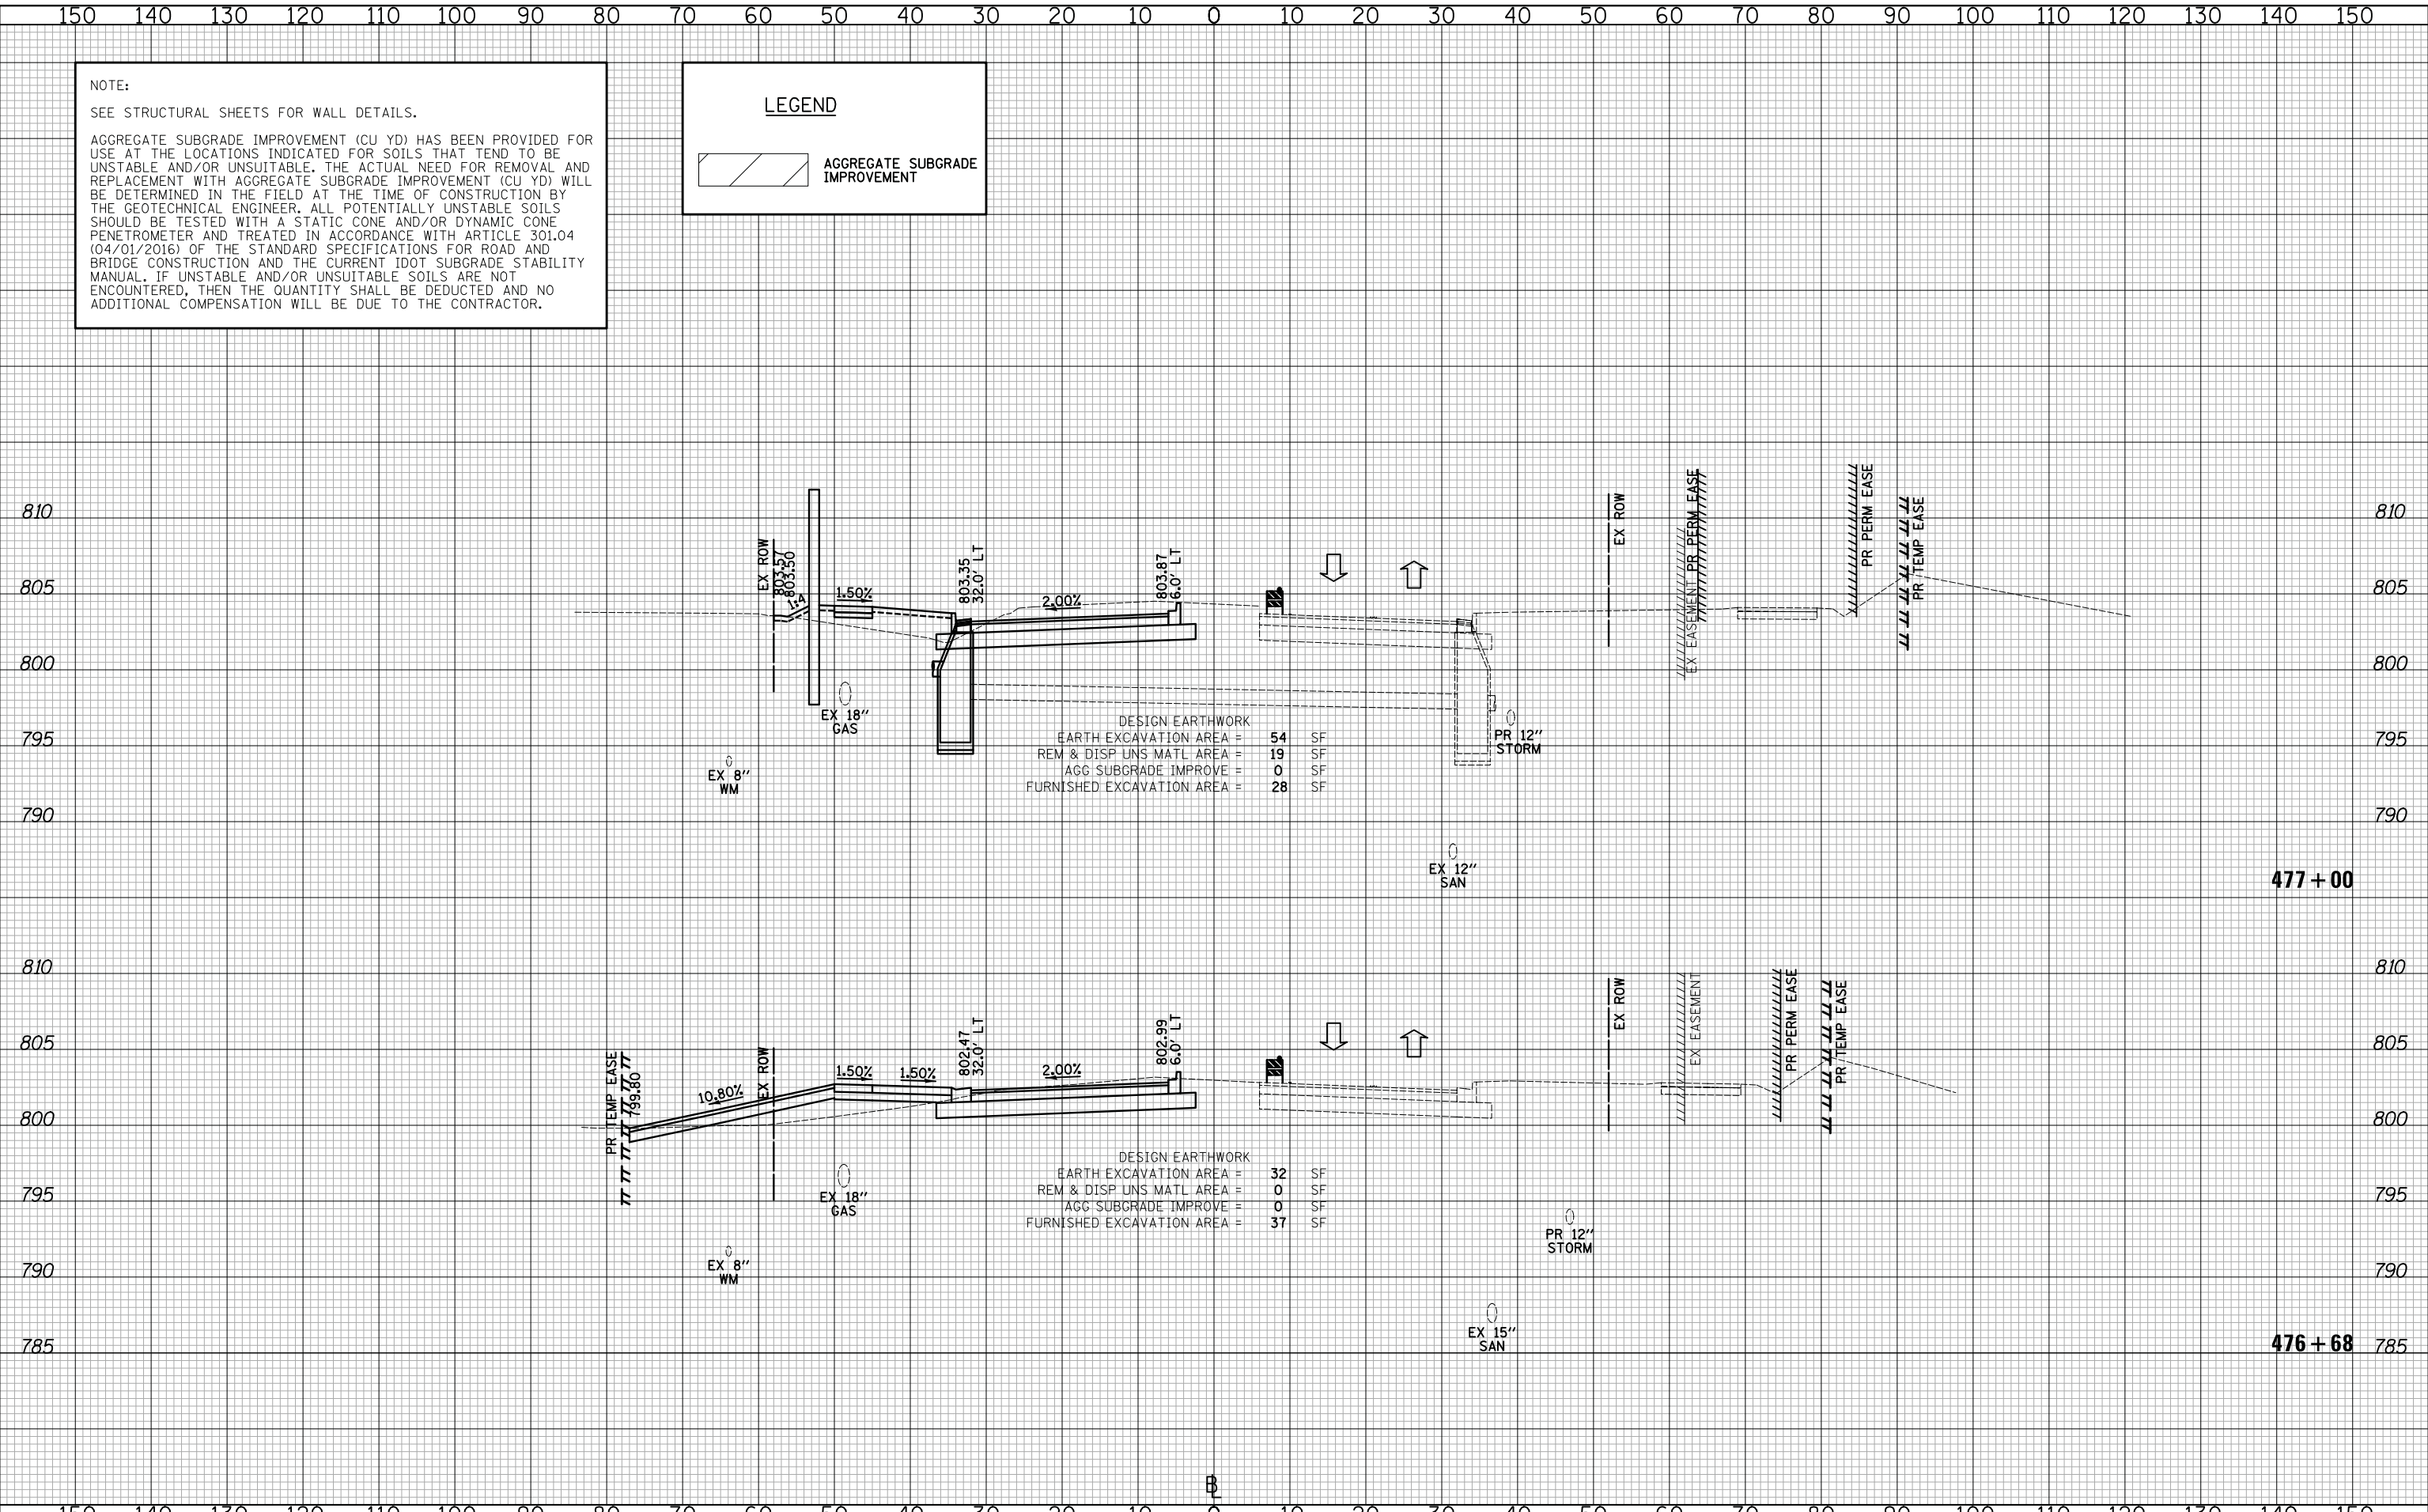 150 140 130 120 110 100 90 80 70 60 50 40 30 20 10 0 10 20 30 40 50 60 70 80 90 100 110 120 130 140 150
NOTE:
SEE STRUCTURAL SHEETS FOR WALL DETAILS.
AGGREGATE SUBGRADE IMPROVEMENT (CU YD) HAS BEEN PROVIDED FOR
USE AT THE LOCATIONS INDICATED FOR SOILS THAT TEND TO BE
UNSTABLE AND/OR UNSUITABLE. THE ACTUAL NEED FOR REMOVAL AND
REPLACEMENT WITH AGGREGATE SUBGRADE IMPROVEMENT (CU YD) WILL
BE DETERMINED IN THE FIELD AT THE TIME OF CONSTRUCTION BY
THE GEOTECHNICAL ENGINEER. ALL POTENTIALLY UNSTABLE SOILS
SHOULD BE TESTED WITH A STATIC CONE AND/OR DYNAMIC CONE
PENETROMETER AND TREATED IN ACCORDANCE WITH ARTICLE 301.04
(04/01/2016) OF THE STANDARD SPECIFICATIONS FOR ROAD AND
BRIDGE CONSTRUCTION AND THE CURRENT IDOT SUBGRADE STABILITY
MANUAL. IF UNSTABLE AND/OR UNSUITABLE SOILS ARE NOT
ENCOUNTERED, THEN THE QUANTITY SHALL BE DEDUCTED AND NO
ADDITIONAL COMPENSATION WILL BE DUE TO THE CONTRACTOR.
LEGEND
AGGREGATE SUBGRADE
IMPROVEMENT
810 810
805 805
800 800
795 795
790 790
EX ROW
803.57
803.50
1:4
1.50%
803.35
32.0' LT
2.00%
803.87
6.0' LT
EX ROW
EX EASEMENT
PR PERM EASE
PR PERM EASE
PR TEMP EASE
EX 18"
GAS
EX 8"
WM
DESIGN EARTHWORK
EARTH EXCAVATION AREA = 54 SF
REM & DISP UNS MATL AREA = 19 SF
AGG SUBGRADE IMPROVE = 0 SF
FURNISHED EXCAVATION AREA = 28 SF
PR 12"
STORM
EX 12"
SAN
477+00
810 810
805 805
800 800
795 795
790 790
785 785
PR TEMP EASE
799.80
10.80%
EX ROW
1.50%
1.50%
802.47
32.0' LT
2.00%
802.99
6.0' LT
EX ROW
EX EASEMENT
PR PERM EASE
PR TEMP EASE
EX 18"
GAS
EX 8"
WM
DESIGN EARTHWORK
EARTH EXCAVATION AREA = 32 SF
REM & DISP UNS MATL AREA = 0 SF
AGG SUBGRADE IMPROVE = 0 SF
FURNISHED EXCAVATION AREA = 37 SF
PR 12"
STORM
EX 15"
SAN
476+68
BL
150 140 130 120 110 100 90 80 70 60 50 40 30 20 10 0 10 20 30 40 50 60 70 80 90 100 110 120 130 140 150